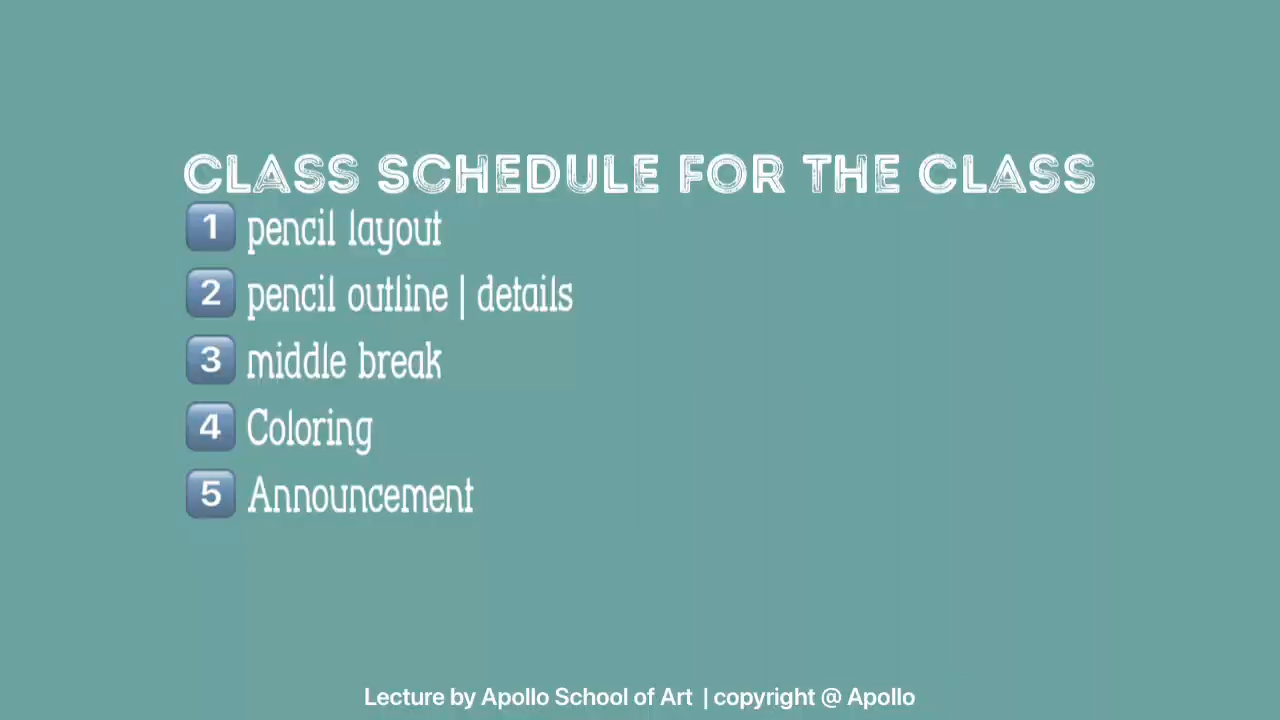 CLASS SCHEDULE FOR THE CLASS
1 pencil layout
2 pencil outline | details
3 middle break
4 Coloring
5 Announcement
Lecture by Apollo School of Art | copyright @ Apollo